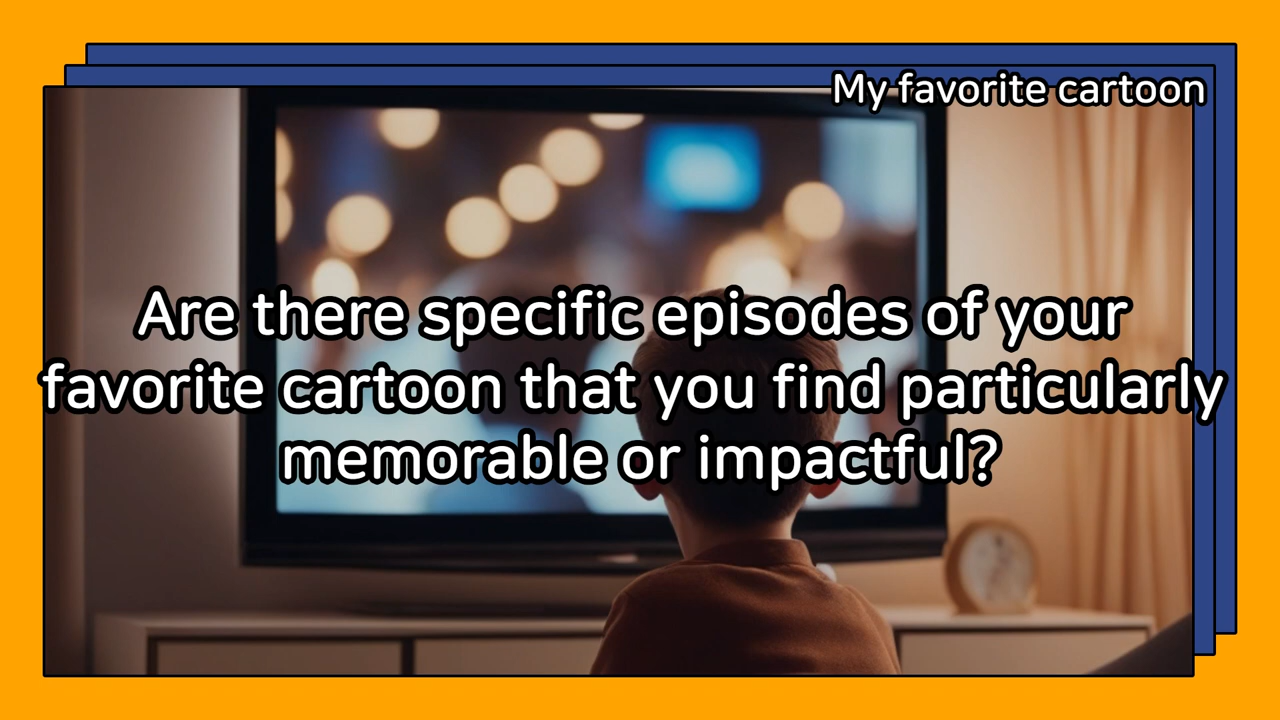 My favorite cartoon
Are there specific episodes of your
favorite cartoon that you find particularly
memorable or impactful?